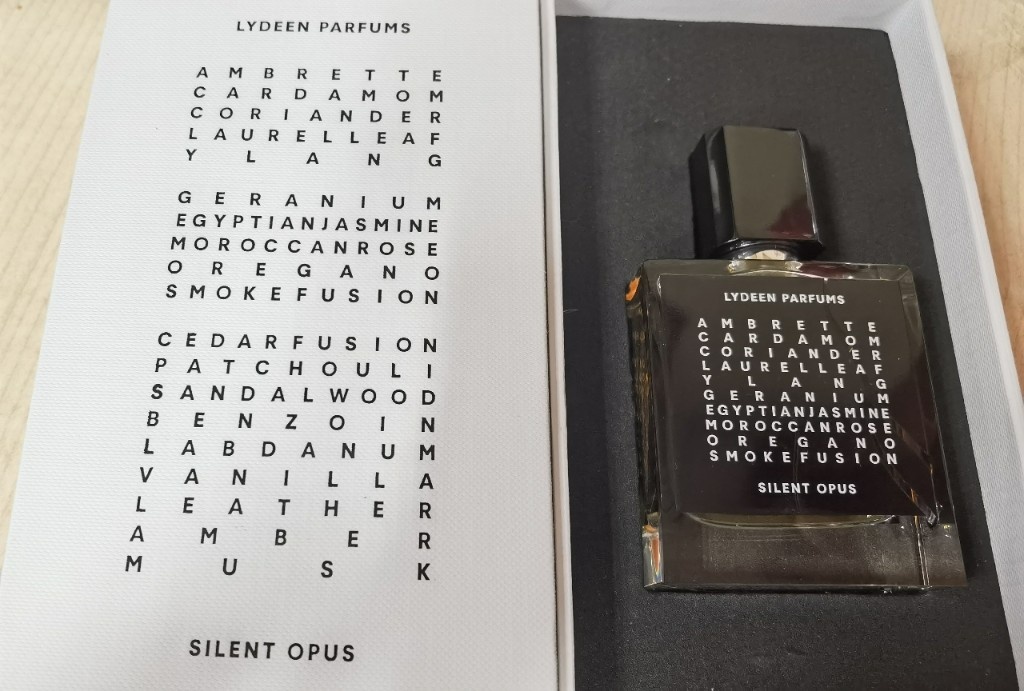 LYDEEN PARFUMS
AMBRETTE
CARDAMOM
CORIANDER
LAURELLEAF
YLANG
GERANIUM
EGYPTIANJASMINE
MOROCCANROSE
OREGANO
SMOKEFUSION
CEDARFUSION
PATCHOULI
SANDALWOOD
BENZOIN
LABDANUM
VANILLA
LEATHER
AMBER
MUSK
SILENT OPUS
LYDEEN PARFUMS
AMBRETTE
CARDAMOM
CORIANDER
LAURELLEAF
YLANG
GERANIUM
EGYPTIANJASMINE
MOROCCANROSE
OREGANO
SMOKEFUSION
SILENT OPUS